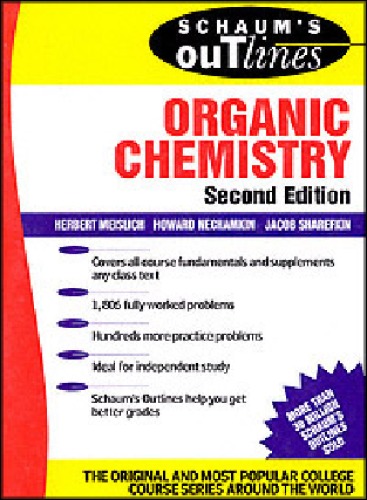 SCHAUM'S
OUTlines
ORGANIC
CHEMISTRY
Second Edition
HERBERT MEISLICH HOWARD NECHAMKIN JACOB SHAREFKIN
Covers all course fundamentals and supplements
any class text
1,806 fully worked problems
Hundreds more practice problems
Ideal for independent study
Schaum's Outlines help you get
better grades
MORE THAN
30 MILLION
SCHAUM'S
OUTLINES
SOLD
THE ORIGINAL AND MOST POPULAR COLLEGE
COURSE SERIES AROUND THE WORLD